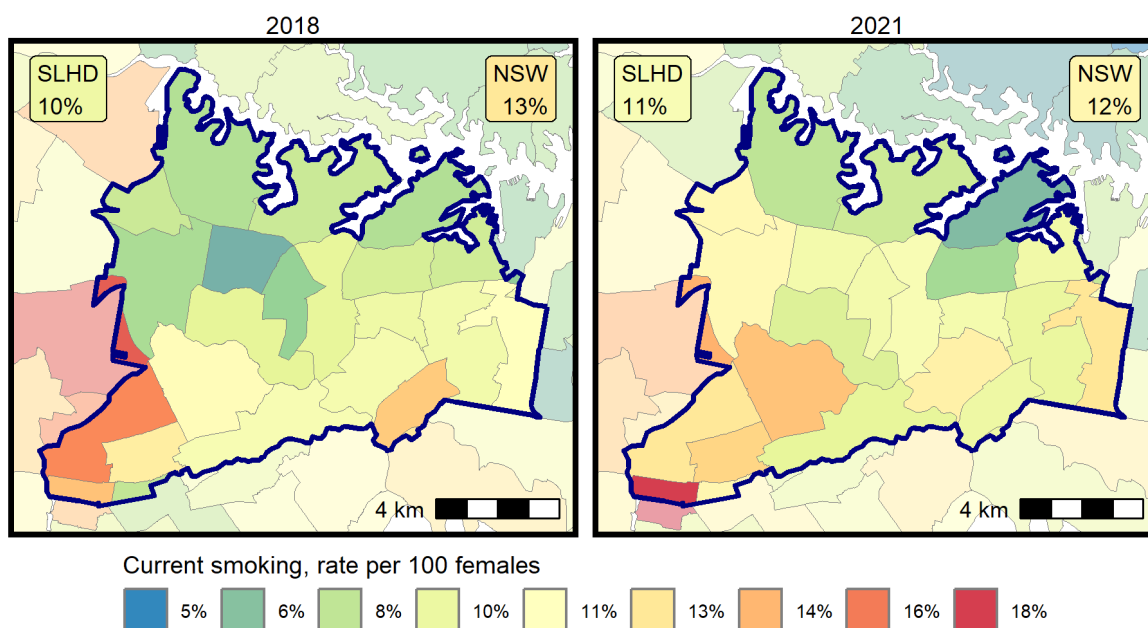 2018
2021
SLHD
10%
NSW
13%
SLHD
11%
NSW
12%
4 km
4 km
Current smoking, rate per 100 females
5% 6% 8% 10% 11% 13% 14% 16% 18%